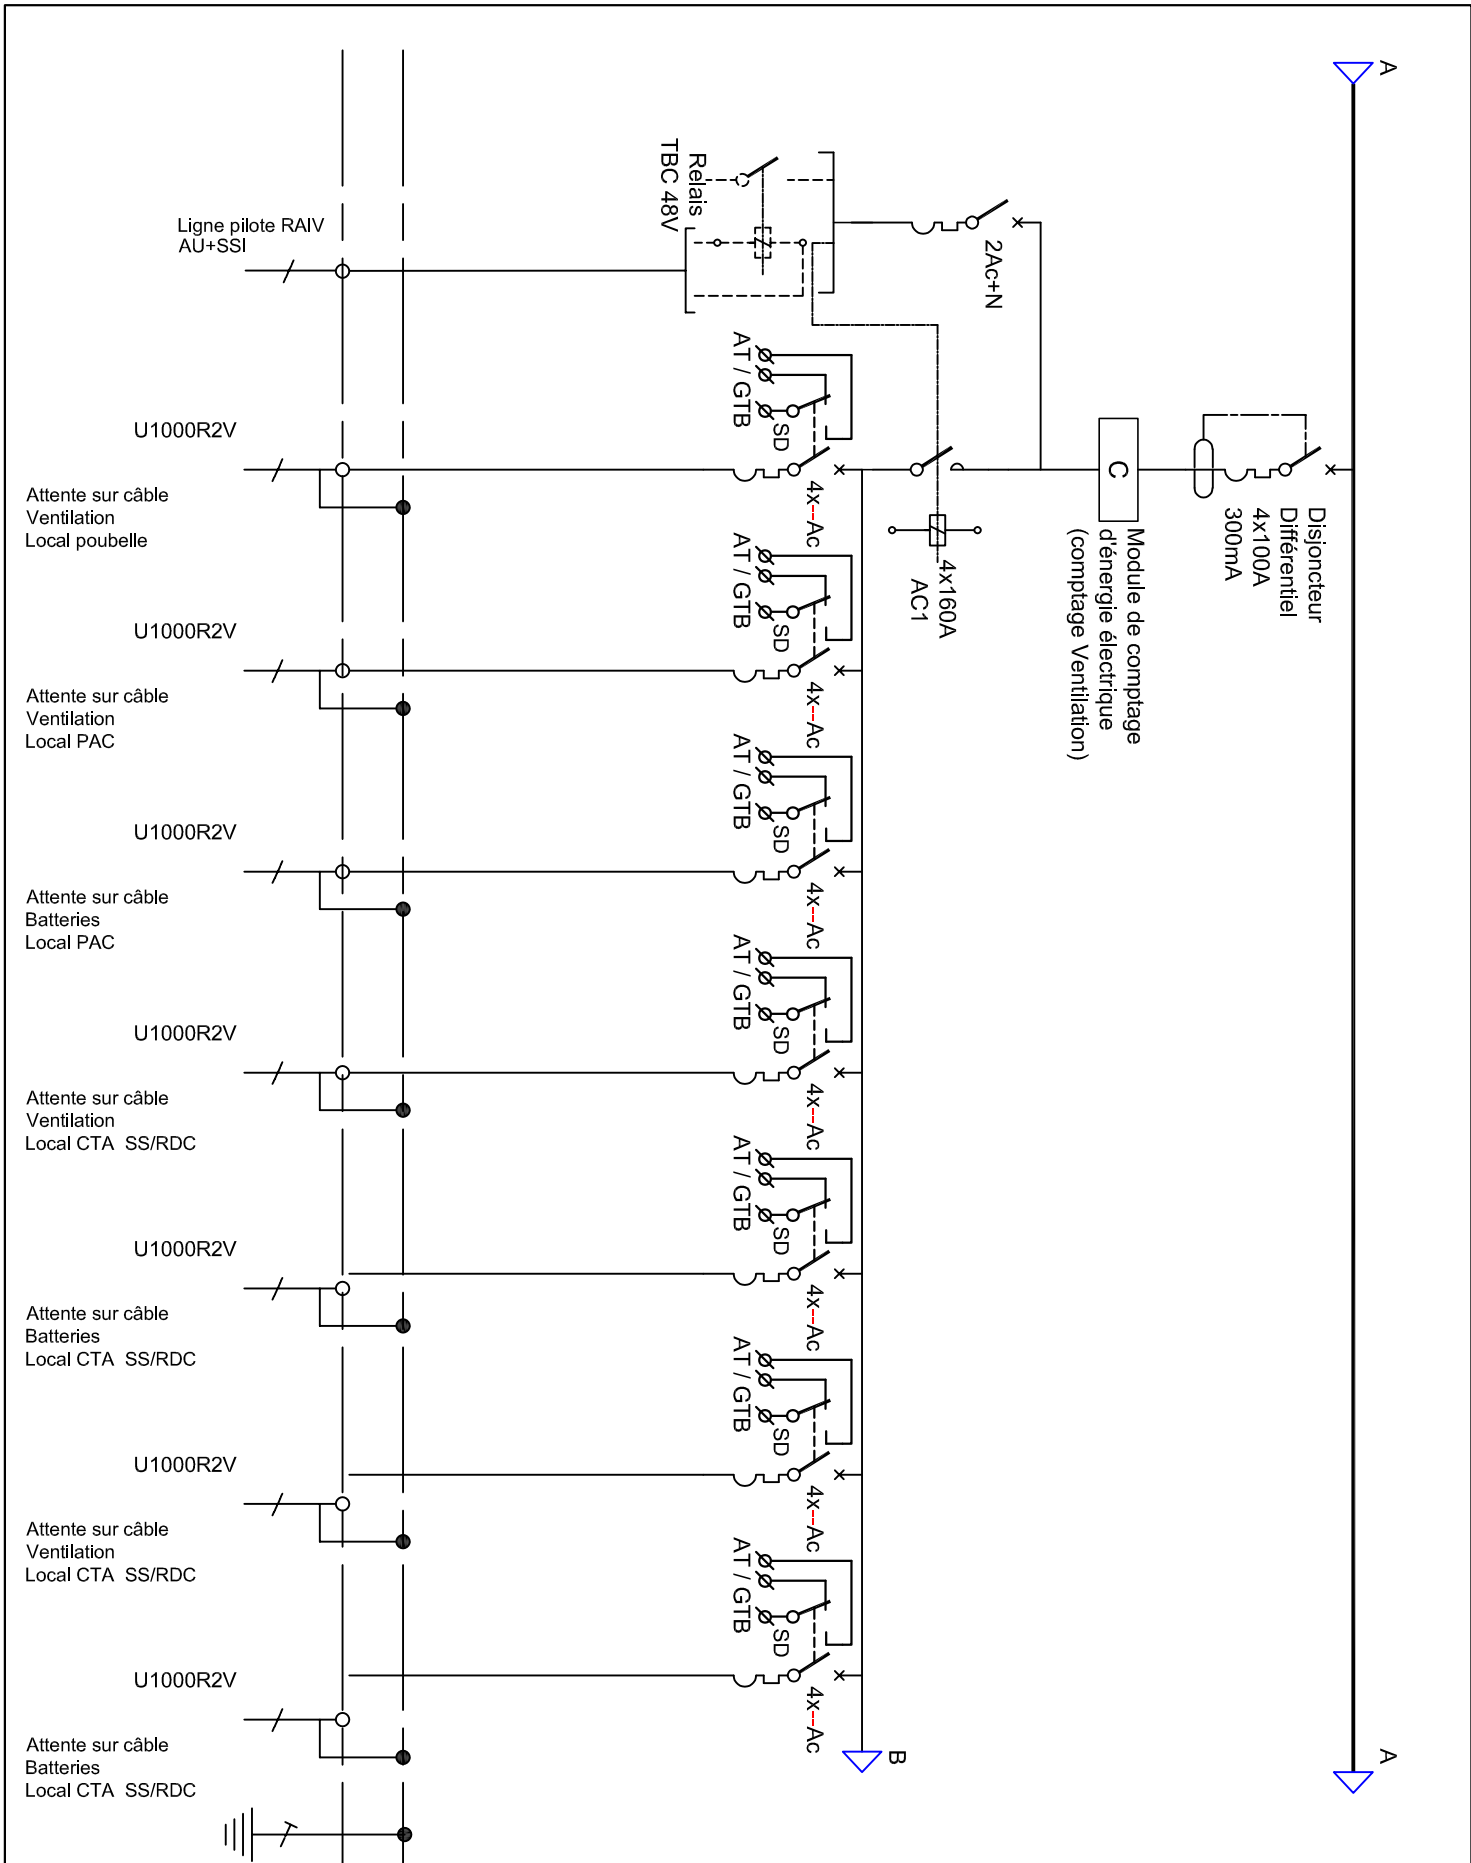 A
A
Disjoncteur
Différentiel
4x100A
300mA
Module de comptage
d'énergie électrique
(comptage Ventilation)
C
2Ac+N
4x160A
AC1
Relais
TBC 48V
B
AT / GTB
SD
4x---Ac
AT / GTB
SD
4x---Ac
AT / GTB
SD
4x---Ac
AT / GTB
SD
4x---Ac
AT / GTB
SD
4x---Ac
AT / GTB
SD
4x---Ac
AT / GTB
SD
4x---Ac
Ligne pilote RAIV
AU+SSI
U1000R2V
Attente sur câble
Ventilation
Local poubelle
U1000R2V
Attente sur câble
Ventilation
Local PAC
U1000R2V
Attente sur câble
Batteries
Local PAC
U1000R2V
Attente sur câble
Ventilation
Local CTA SS/RDC
U1000R2V
Attente sur câble
Batteries
Local CTA SS/RDC
U1000R2V
Attente sur câble
Ventilation
Local CTA SS/RDC
U1000R2V
Attente sur câble
Batteries
Local CTA SS/RDC